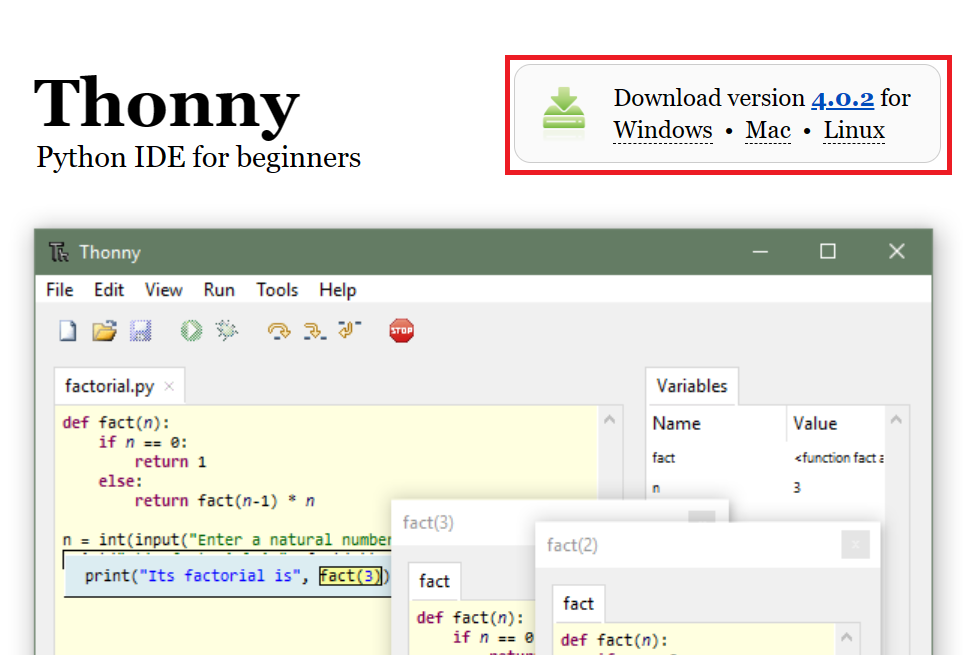 Thonny
Python IDE for beginners
Download version 4.0.2 for
Windows • Mac • Linux
Thonny
File Edit View Run Tools Help
STOP
factorial.py
def fact(n):
    if n == 0:
        return 1
    else:
        return fact(n-1) * n
n = int(input("Enter a natural number
print("Its factorial is", fact(3))
Variables
Name Value
fact <function fact a
n 3
fact(3)
fact
def fact(n):
    if n == 0
fact(2)
fact
def fact(n):